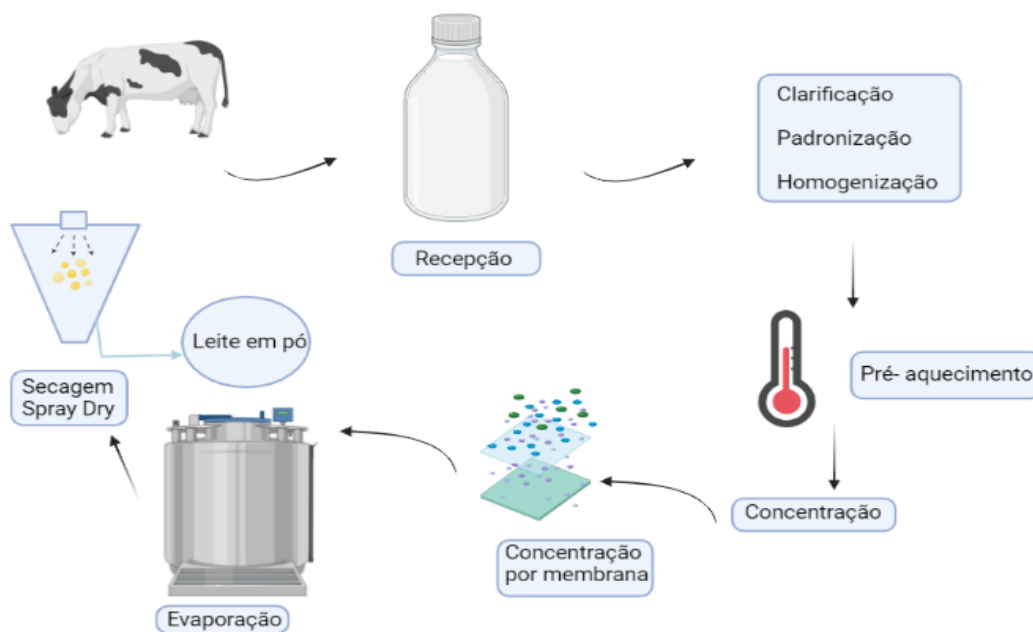 Clarificação
Padronização
Homogenização
Recepção
Pré- aquecimento
Concentração
Concentração
por membrana
Evaporação
Secagem
Spray Dry
Leite em pó